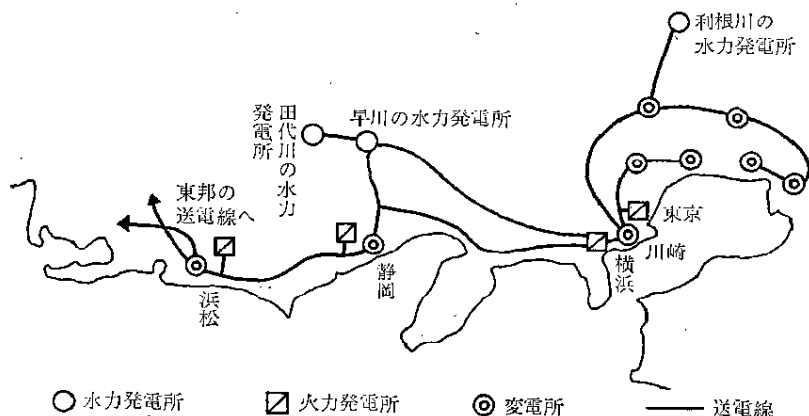 利根川の
水力発電所
田代川の水力
発電所
早川の水力発電所
東邦の
送電線へ
東京
川崎
横浜
静岡
浜松
水力発電所
火力発電所
変電所
送電線